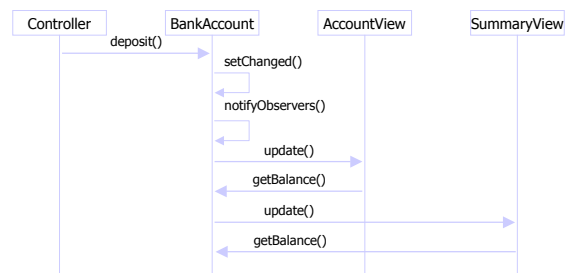 Controller
BankAccount
AccountView
SummaryView
deposit()
setChanged()
notifyObservers()
update()
getBalance()
update()
getBalance()